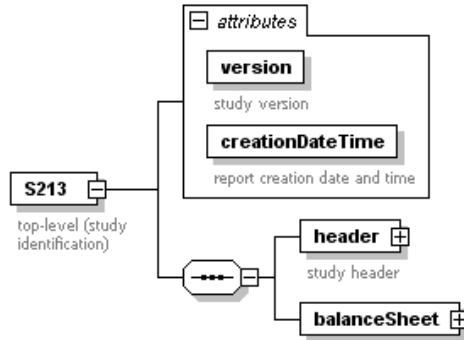 attributes
version
study version
creationDateTime
report creation date and time
S213
top-level (study
identification)
header
study header
balanceSheet